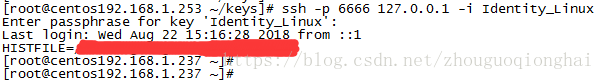 [root@centos192.168.1.253 ~/keys]# ssh -p 6666 127.0.0.1 -i Identity_Linux
Enter passphrase for key 'Identity_Linux':
Last login: Wed Aug 22 15:16:28 2018 from ::1
HISTFILE=
[root@centos192.168.1.237 ~]#
[root@centos192.168.1.237 ~]#
https://blog.csdn.net/zhouguoqionghai